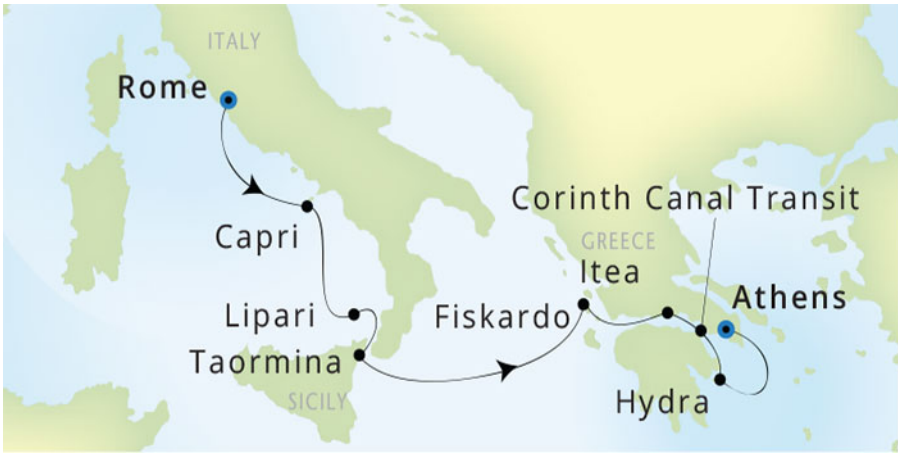 ITALY
Rome
Corinth Canal Transit
Capri
GREECE
Itea
Athens
Lipari
Fiskardo
Taormina
SICILY
Hydra